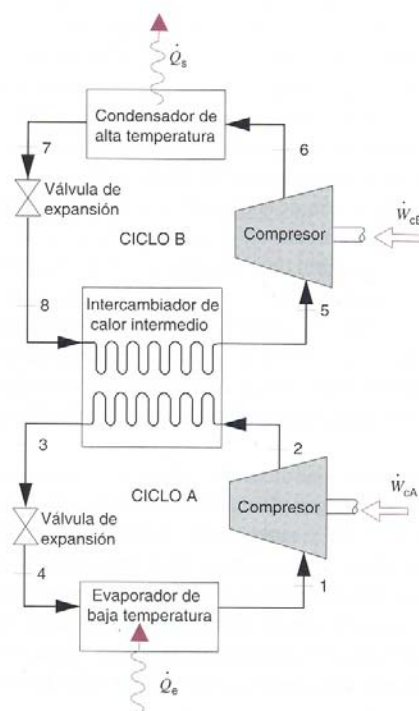 Q̇s
Condensador de
alta temperatura
7
6
Válvula de
expansión
CICLO B
Compresor
ẆcB
8
Intercambiador de
calor intermedio
5
3
2
CICLO A
ẆcA
Válvula de
expansión
Compresor
4
Evaporador de
baja temperatura
1
Q̇e